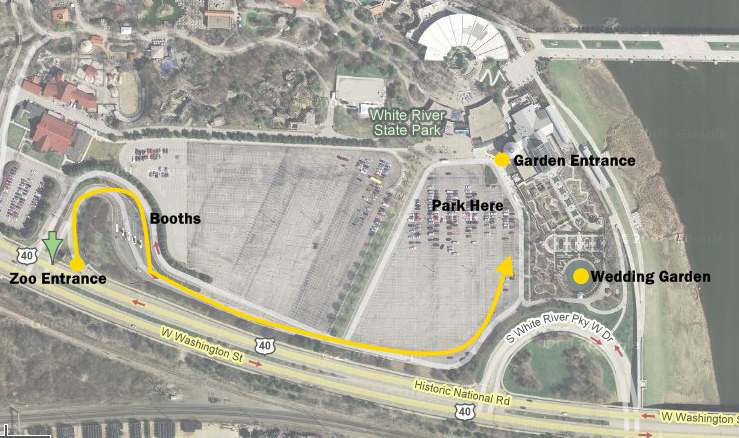 White River
State Park
Garden Entrance
Park Here
Booths
40
Zoo Entrance
Wedding Garden
S White River Pky W Dr
W Washington St
40
Historic National Rd
40
W Washington S